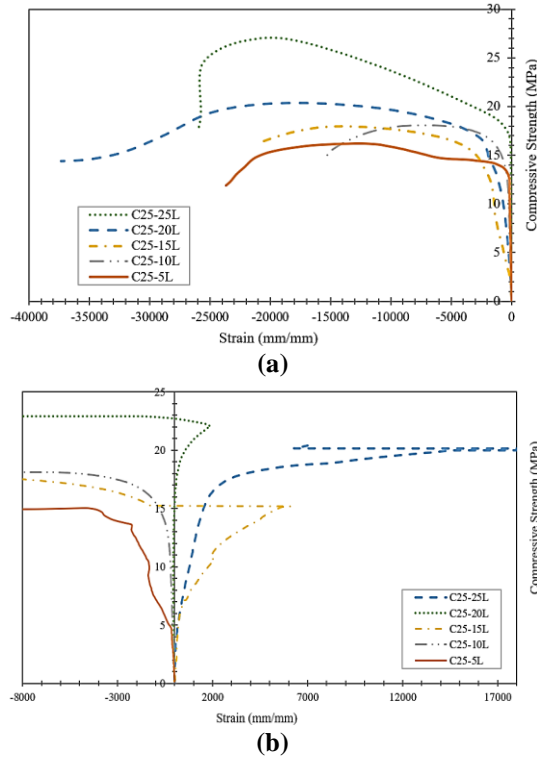 30
25
20
15
10
5
0
Compressive Strength (MPa)
C25-25L
C25-20L
C25-15L
C25-10L
C25-5L
-40000 -35000 -30000 -25000 -20000 -15000 -10000 -5000 0
Strain (mm/mm)
(a)
25
20
15
10
5
Compressive Strength (MPa)
C25-25L
C25-20L
C25-15L
C25-10L
C25-5L
-8000 -3000 2000 7000 12000 17000
Strain (mm/mm)
(b)